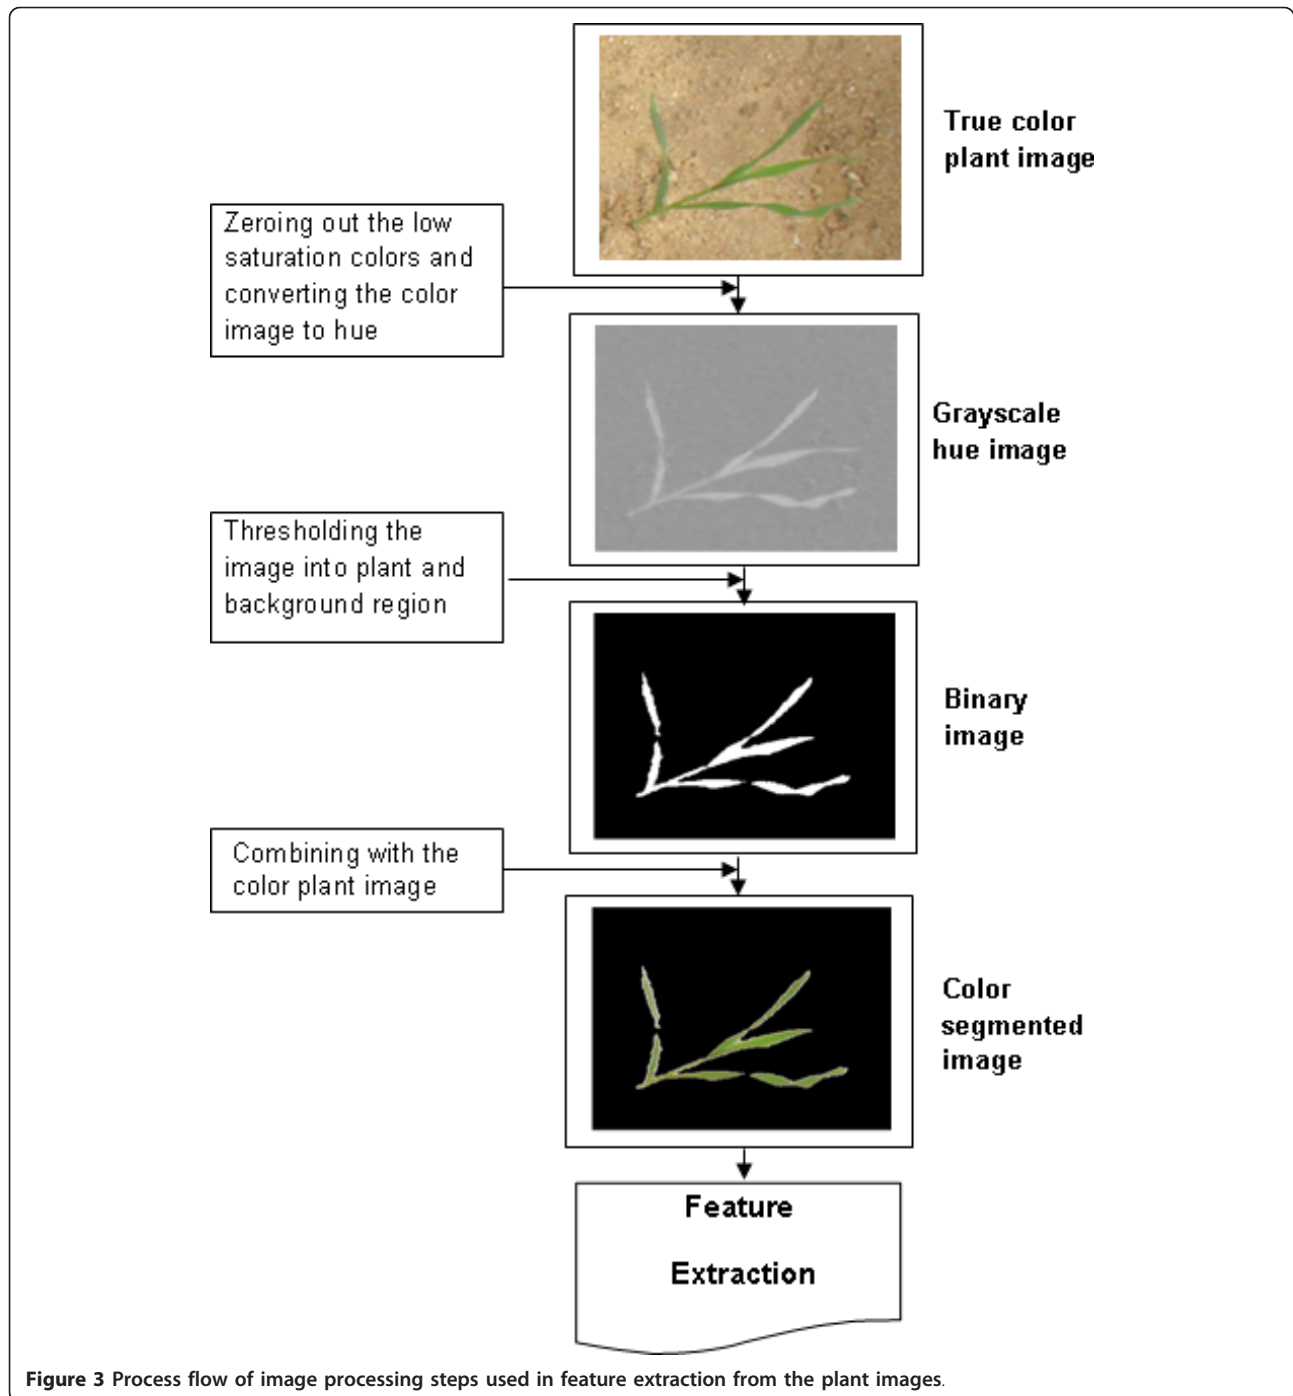 True color
plant image
Zeroing out the low
saturation colors and
converting the color
image to hue
Grayscale
hue image
Thresholding the
image into plant and
background region
Binary
image
Combining with the
color plant image
Color
segmented
image
Feature
Extraction
Figure 3 Process flow of image processing steps used in feature extraction from the plant images.